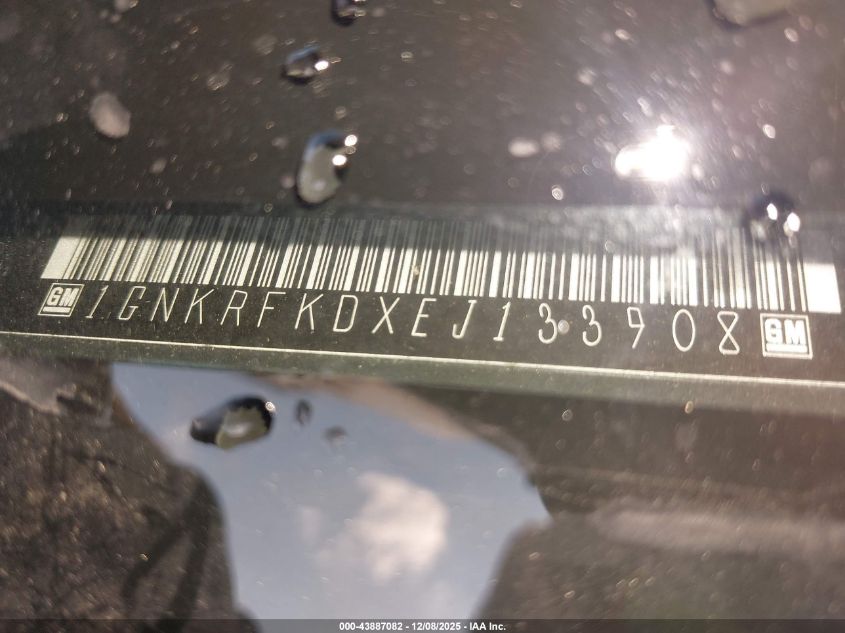 GM 1GNKRFKDXEJ133908 GM
000-43887082 - 12/08/2025 - IAA Inc.